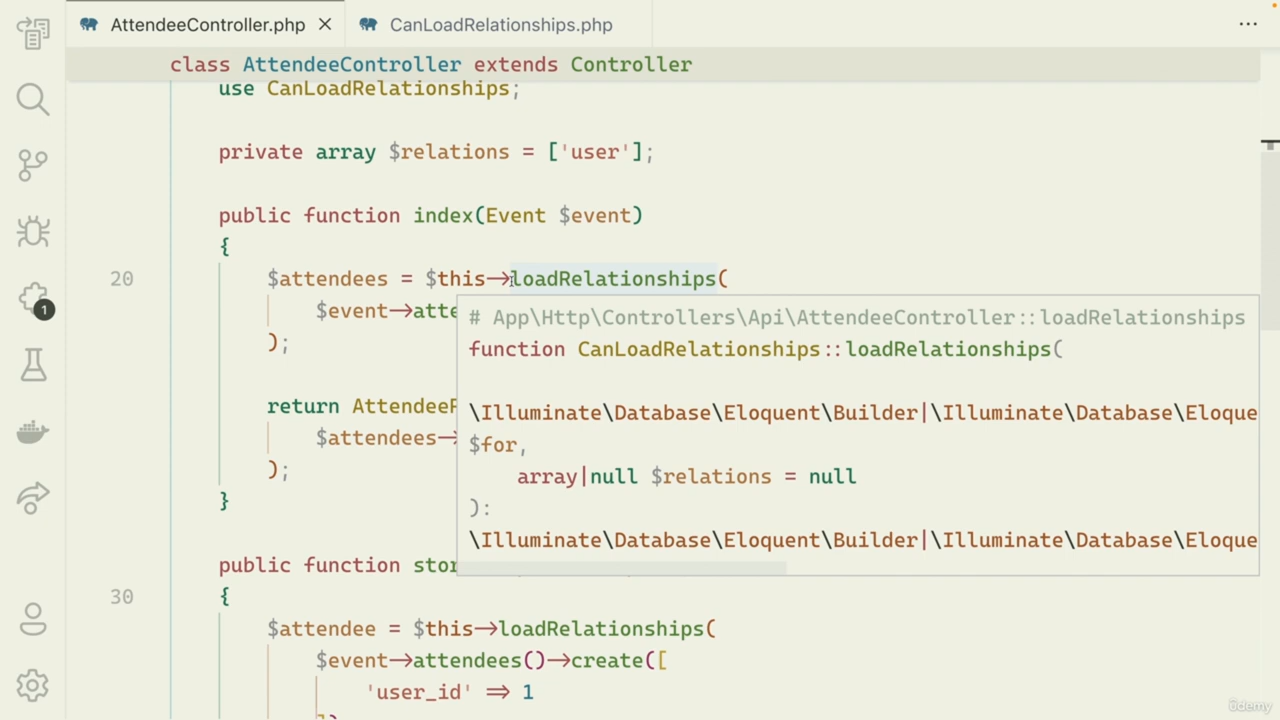 AttendeeController.php
CanLoadRelationships.php
class AttendeeController extends Controller
use CanLoadRelationships;
private array $relations = ['user'];
public function index(Event $event)
{
20 $attendees = $this->loadRelationships(
$event->atte
);
return Attendee
$attendees->
);
}
# App\Http\Controllers\Api\AttendeeController::loadRelationships
function CanLoadRelationships::loadRelationships(
\Illuminate\Database\Eloquent\Builder|\Illuminate\Database\Eloque
$for,
array|null $relations = null
):
\Illuminate\Database\Eloquent\Builder|\Illuminate\Database\Eloque
public function stor
30 {
$attendee = $this->loadRelationships(
$event->attendees()->create([
'user_id' => 1
])
1
udemy